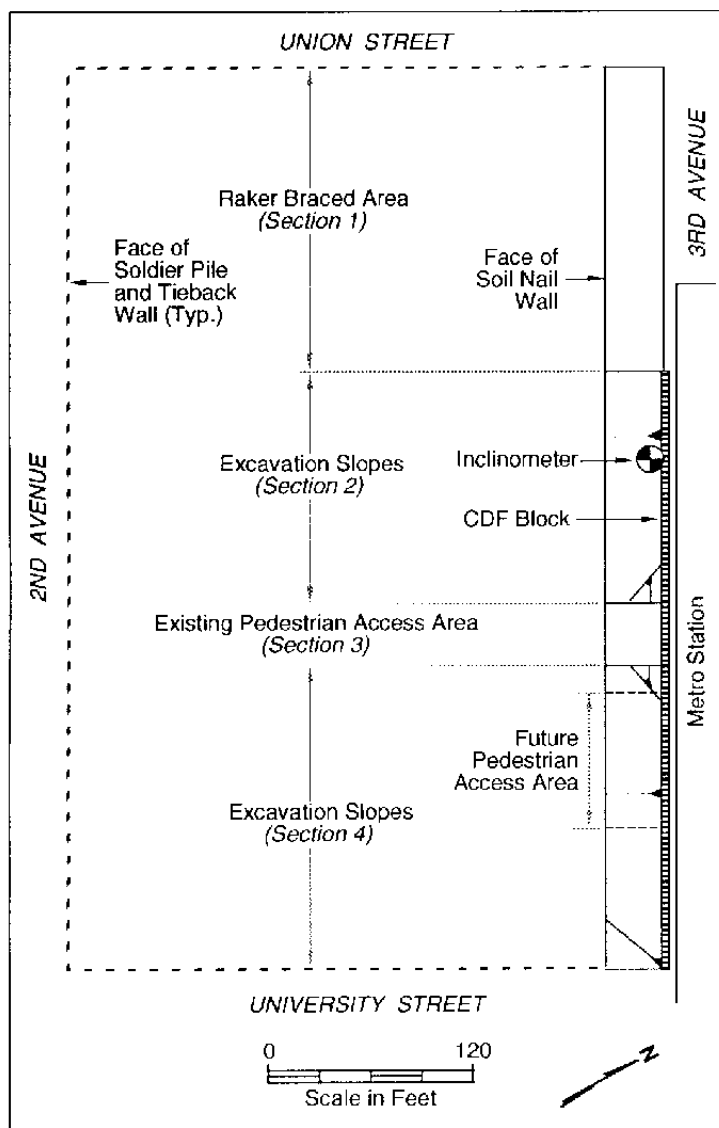 UNION STREET
3RD AVENUE
Raker Braced Area
(Section 1)
Face of
Soldier Pile
and Tieback
Wall (Typ.)
Face of
Soil Nail
Wall
2ND AVENUE
Excavation Slopes
(Section 2)
Inclinometer
CDF Block
Existing Pedestrian Access Area
(Section 3)
Metro Station
Future
Pedestrian
Access Area
Excavation Slopes
(Section 4)
UNIVERSITY STREET
0 120
Scale in Feet
N